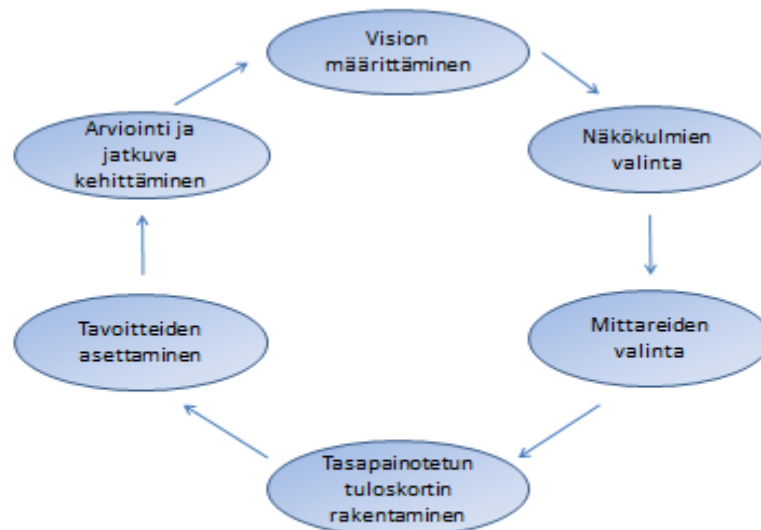 Vision
määrittäminen
Näkökulmien
valinta
Mittareiden
valinta
Tasapainotetun
tuloskortin
rakentaminen
Tavoitteiden
asettaminen
Arviointi ja
jatkuva
kehittäminen